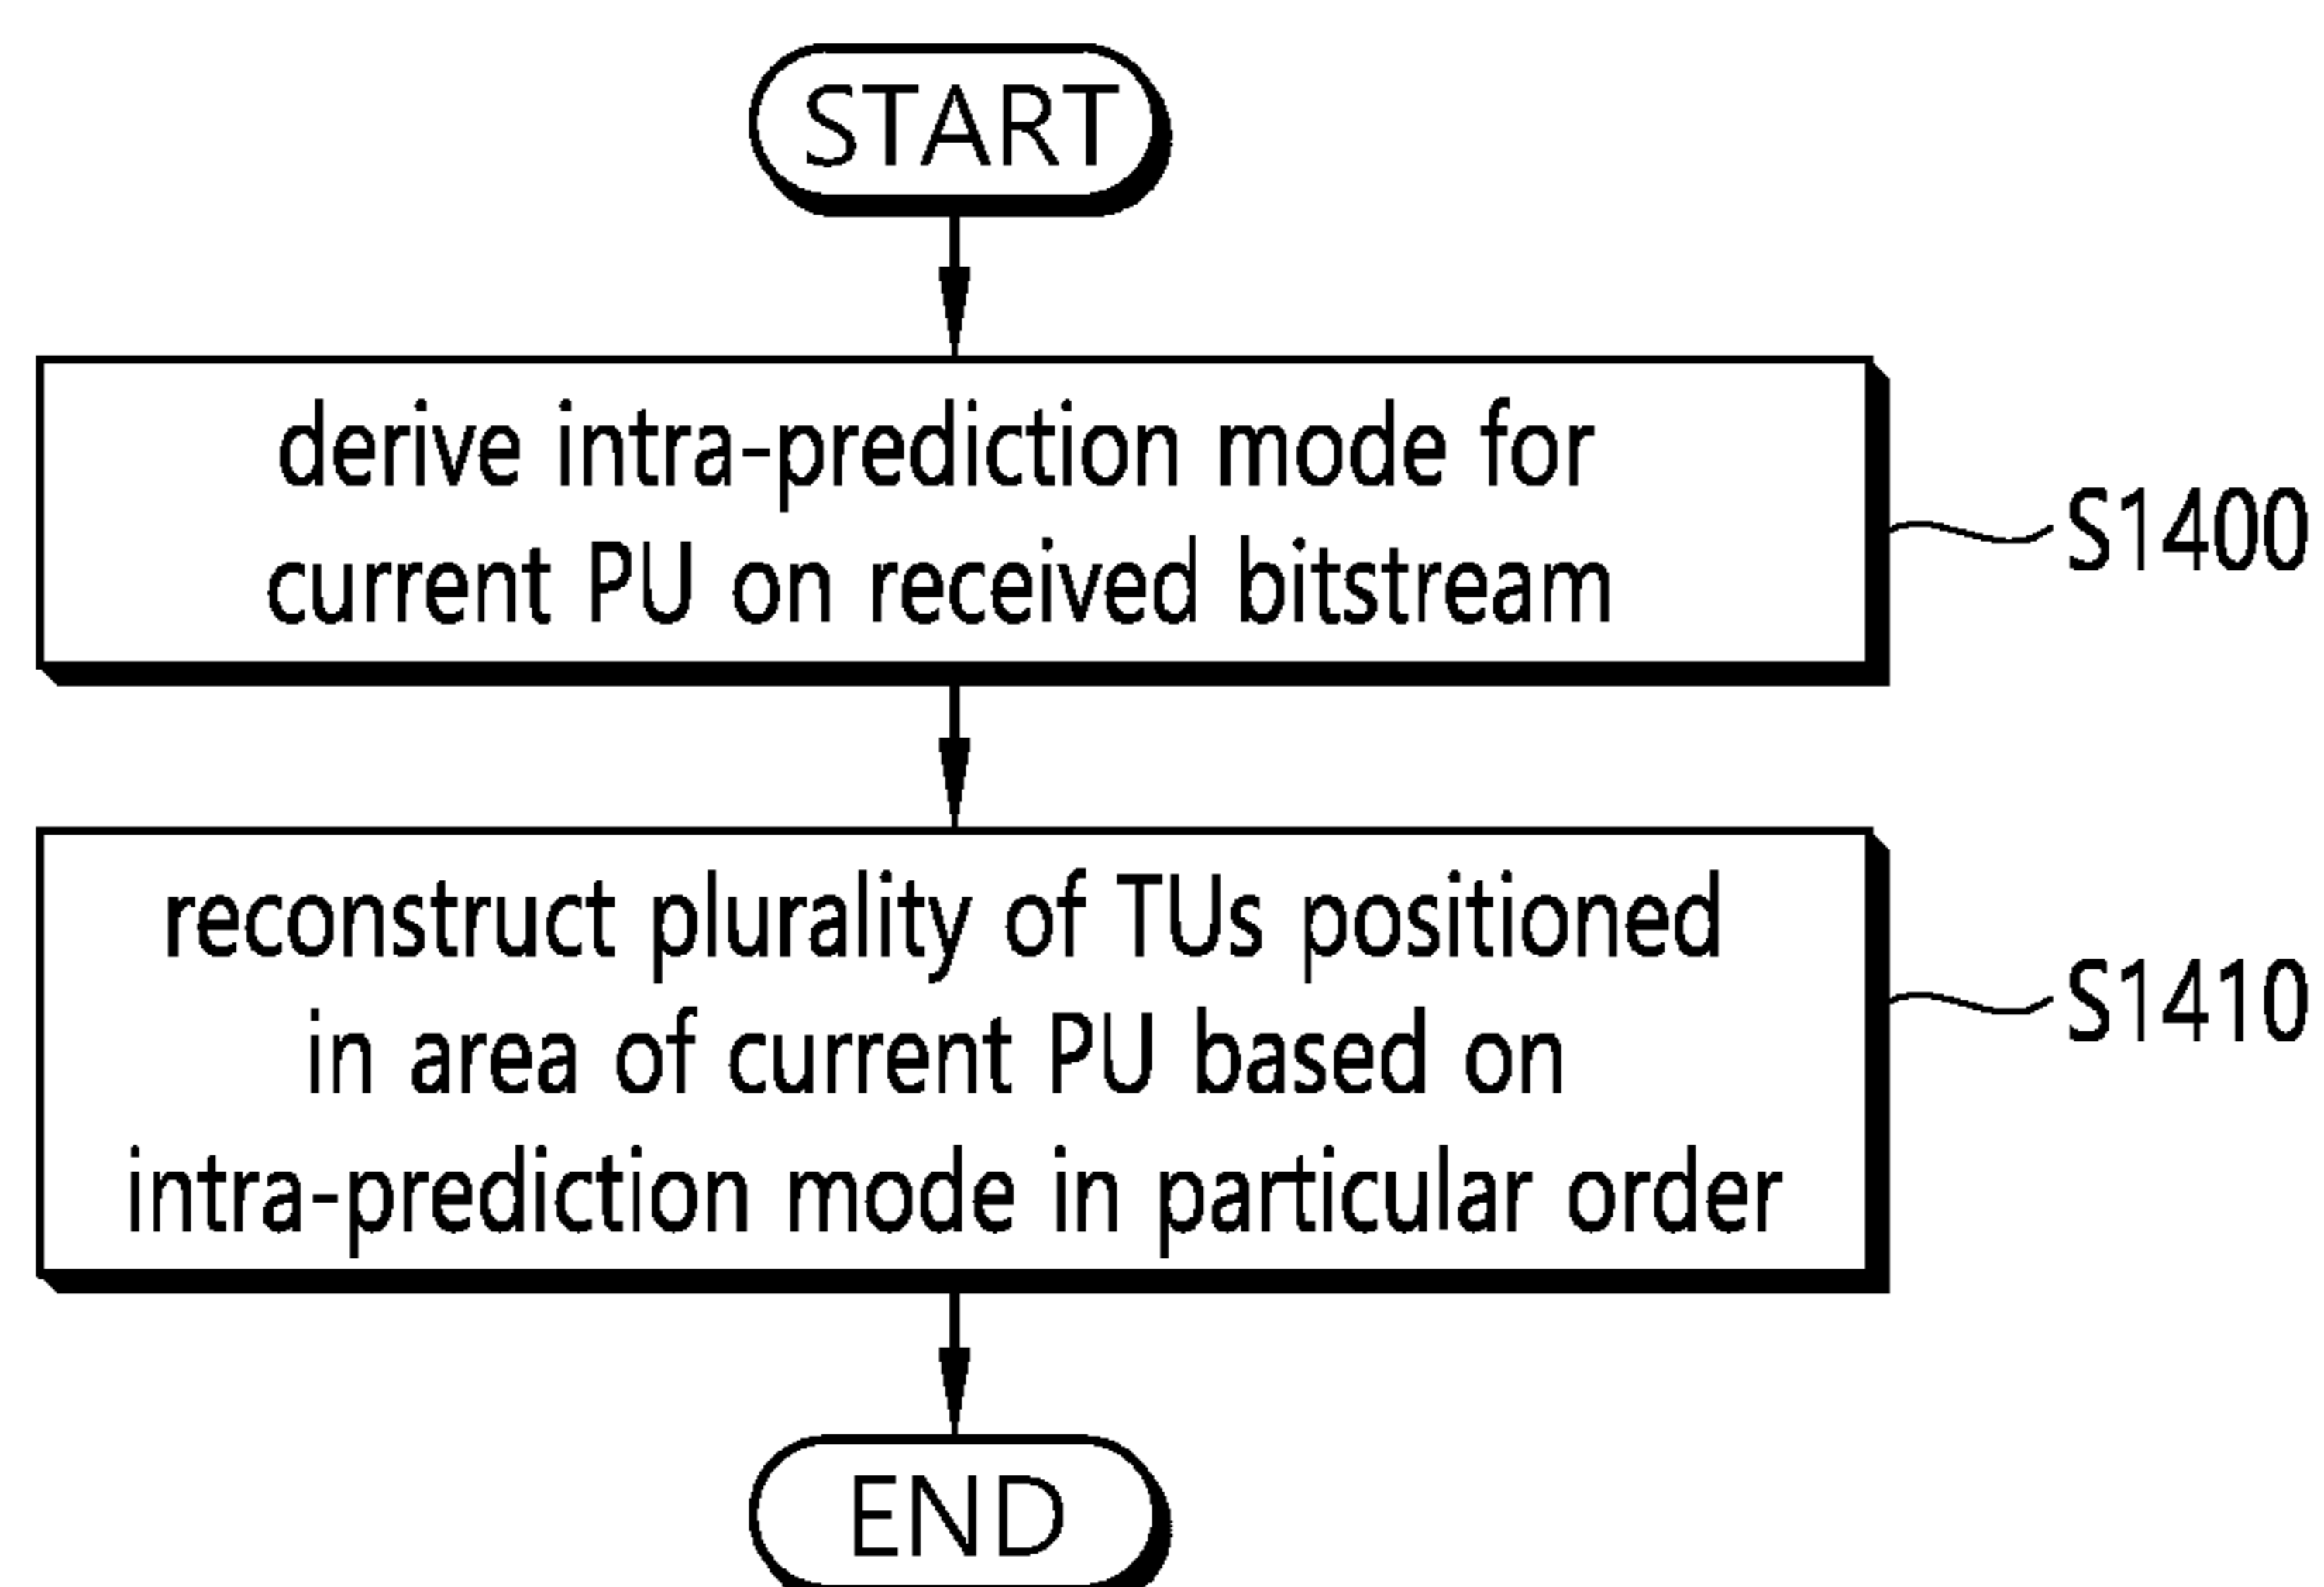 START
derive intra-prediction mode for
current PU on received bitstream
S1400
reconstruct plurality of TUs positioned
in area of current PU based on
intra-prediction mode in particular order
S1410
END